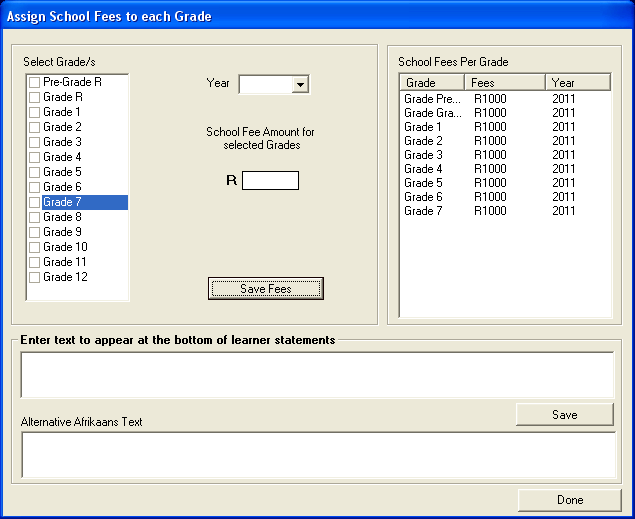 Assign School Fees to each Grade
Select Grade/s
Pre-Grade R
Grade R
Grade 1
Grade 2
Grade 3
Grade 4
Grade 5
Grade 6
Grade 7
Grade 8
Grade 9
Grade 10
Grade 11
Grade 12
Year
School Fee Amount for
selected Grades
R
Save Fees
School Fees Per Grade
Grade Fees Year
Grade Pre... R1000 2011
Grade Gra... R1000 2011
Grade 1 R1000 2011
Grade 2 R1000 2011
Grade 3 R1000 2011
Grade 4 R1000 2011
Grade 5 R1000 2011
Grade 6 R1000 2011
Grade 7 R1000 2011
Enter text to appear at the bottom of learner statements
Save
Alternative Afrikaans Text
Done